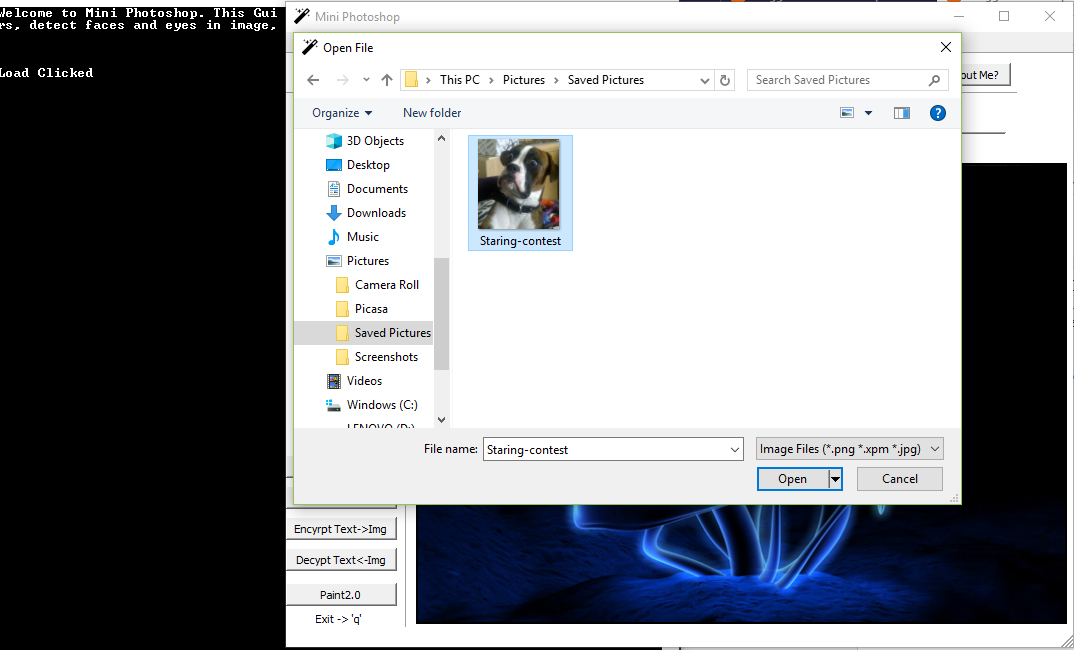 Welcome to Mini Photoshop. This Gui
rs, detect faces and eyes in image,
Load Clicked
Mini Photoshop
Open File
This PC > Pictures > Saved Pictures
Search Saved Pictures
out Me?
Organize
New folder
?
3D Objects
Desktop
Documents
Downloads
Music
Pictures
Camera Roll
Picasa
Saved Pictures
Screenshots
Videos
Windows (C:)
LENOVO (D:)
Staring-contest
File name: Staring-contest
Image Files (*.png *.xpm *.jpg)
Open
Cancel
Encyrpt Text->Img
Decypt Text<-Img
Paint2.0
Exit -> 'q'